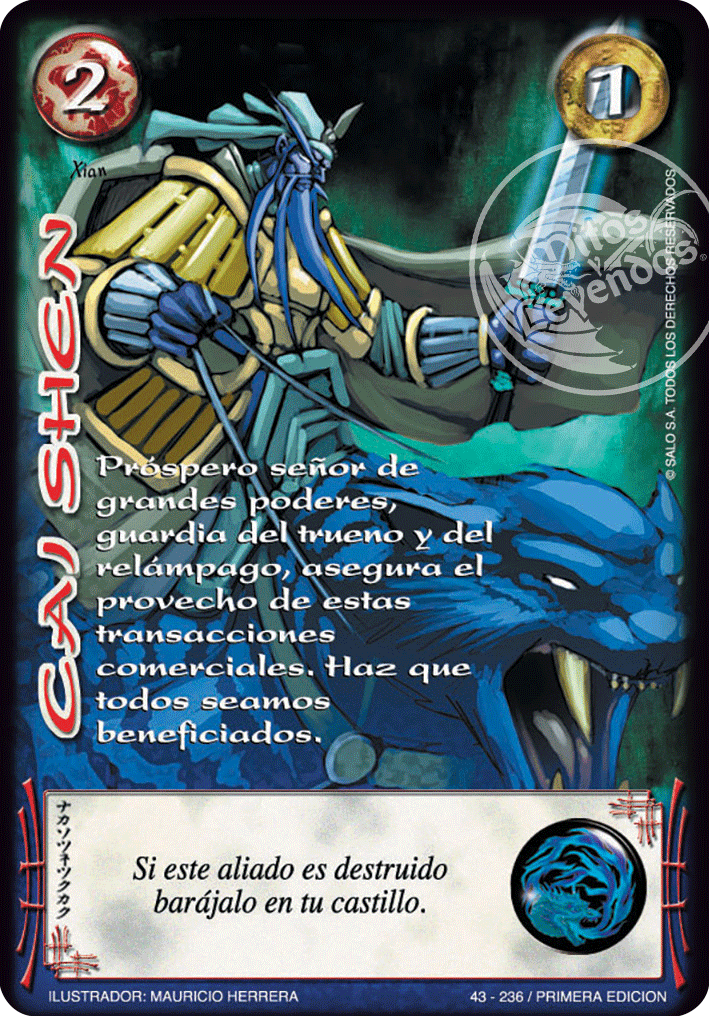 2
1
Xian
Mitos
y
Leyendas
© SALO S.A. TODOS LOS DERECHOS RESERVADOS
CAI SHEN
Próspero señor de
grandes poderes,
guardia del trueno y del
relámpago, asegura el
provecho de estas
transacciones
comerciales. Haz que
todos seamos
beneficiados.
ナカソツネツクカク
Si este aliado es destruido
barájalo en tu castillo.
ILUSTRADOR: MAURICIO HERRERA
43 - 236 / PRIMERA EDICION